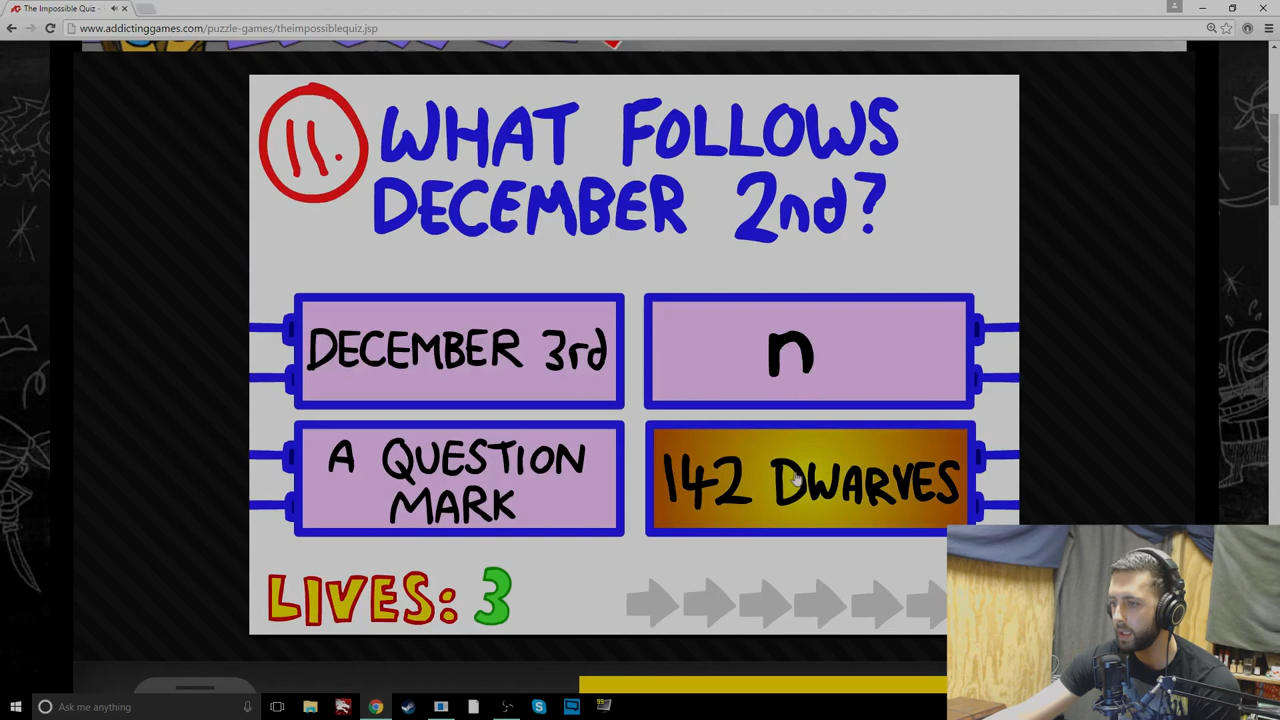 The Impossible Quiz - A
www.addictinggames.com/puzzle-games/theimpossiblequiz.jsp
11. WHAT FOLLOWS
DECEMBER 2nd?
DECEMBER 3rd
n
A QUESTION
MARK
142 DWARVES
LIVES: 3
Ask me anything